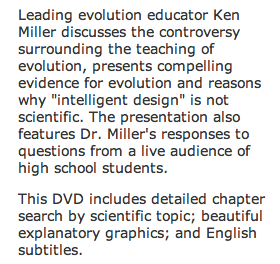 Leading evolution educator Ken
Miller discusses the controversy
surrounding the teaching of
evolution, presents compelling
evidence for evolution and reasons
why "intelligent design" is not
scientific. The presentation also
features Dr. Miller's responses to
questions from a live audience of
high school students.
This DVD includes detailed chapter
search by scientific topic; beautiful
explanatory graphics; and English
subtitles.